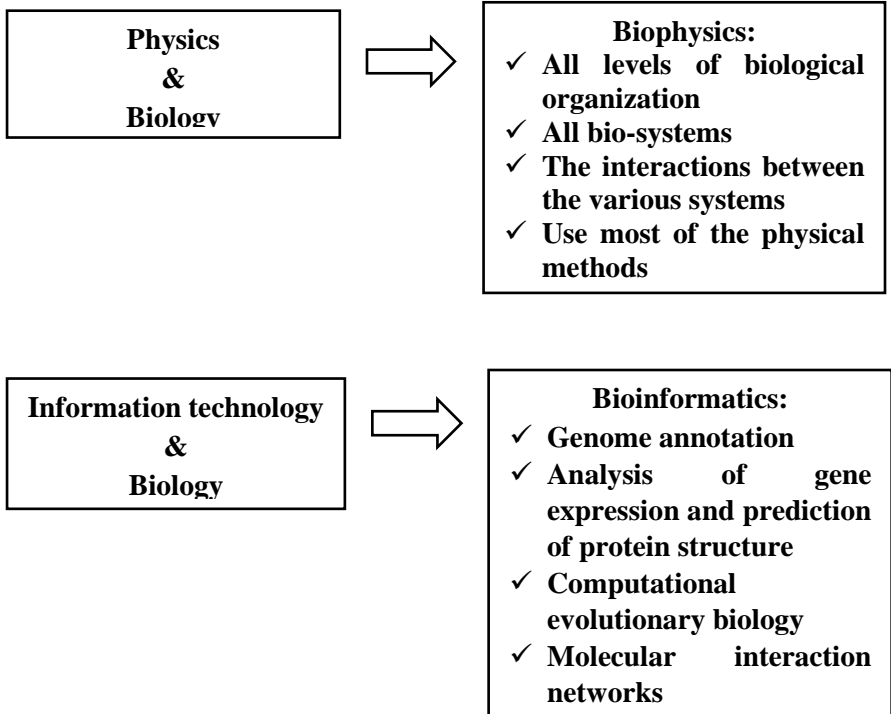 Physics
&
Biology
Biophysics:
✓ All levels of biological
organization
✓ All bio-systems
✓ The interactions between
the various systems
✓ Use most of the physical
methods
Information technology
&
Biology
Bioinformatics:
✓ Genome annotation
✓ Analysis of gene
expression and prediction
of protein structure
✓ Computational
evolutionary biology
✓ Molecular interaction
networks